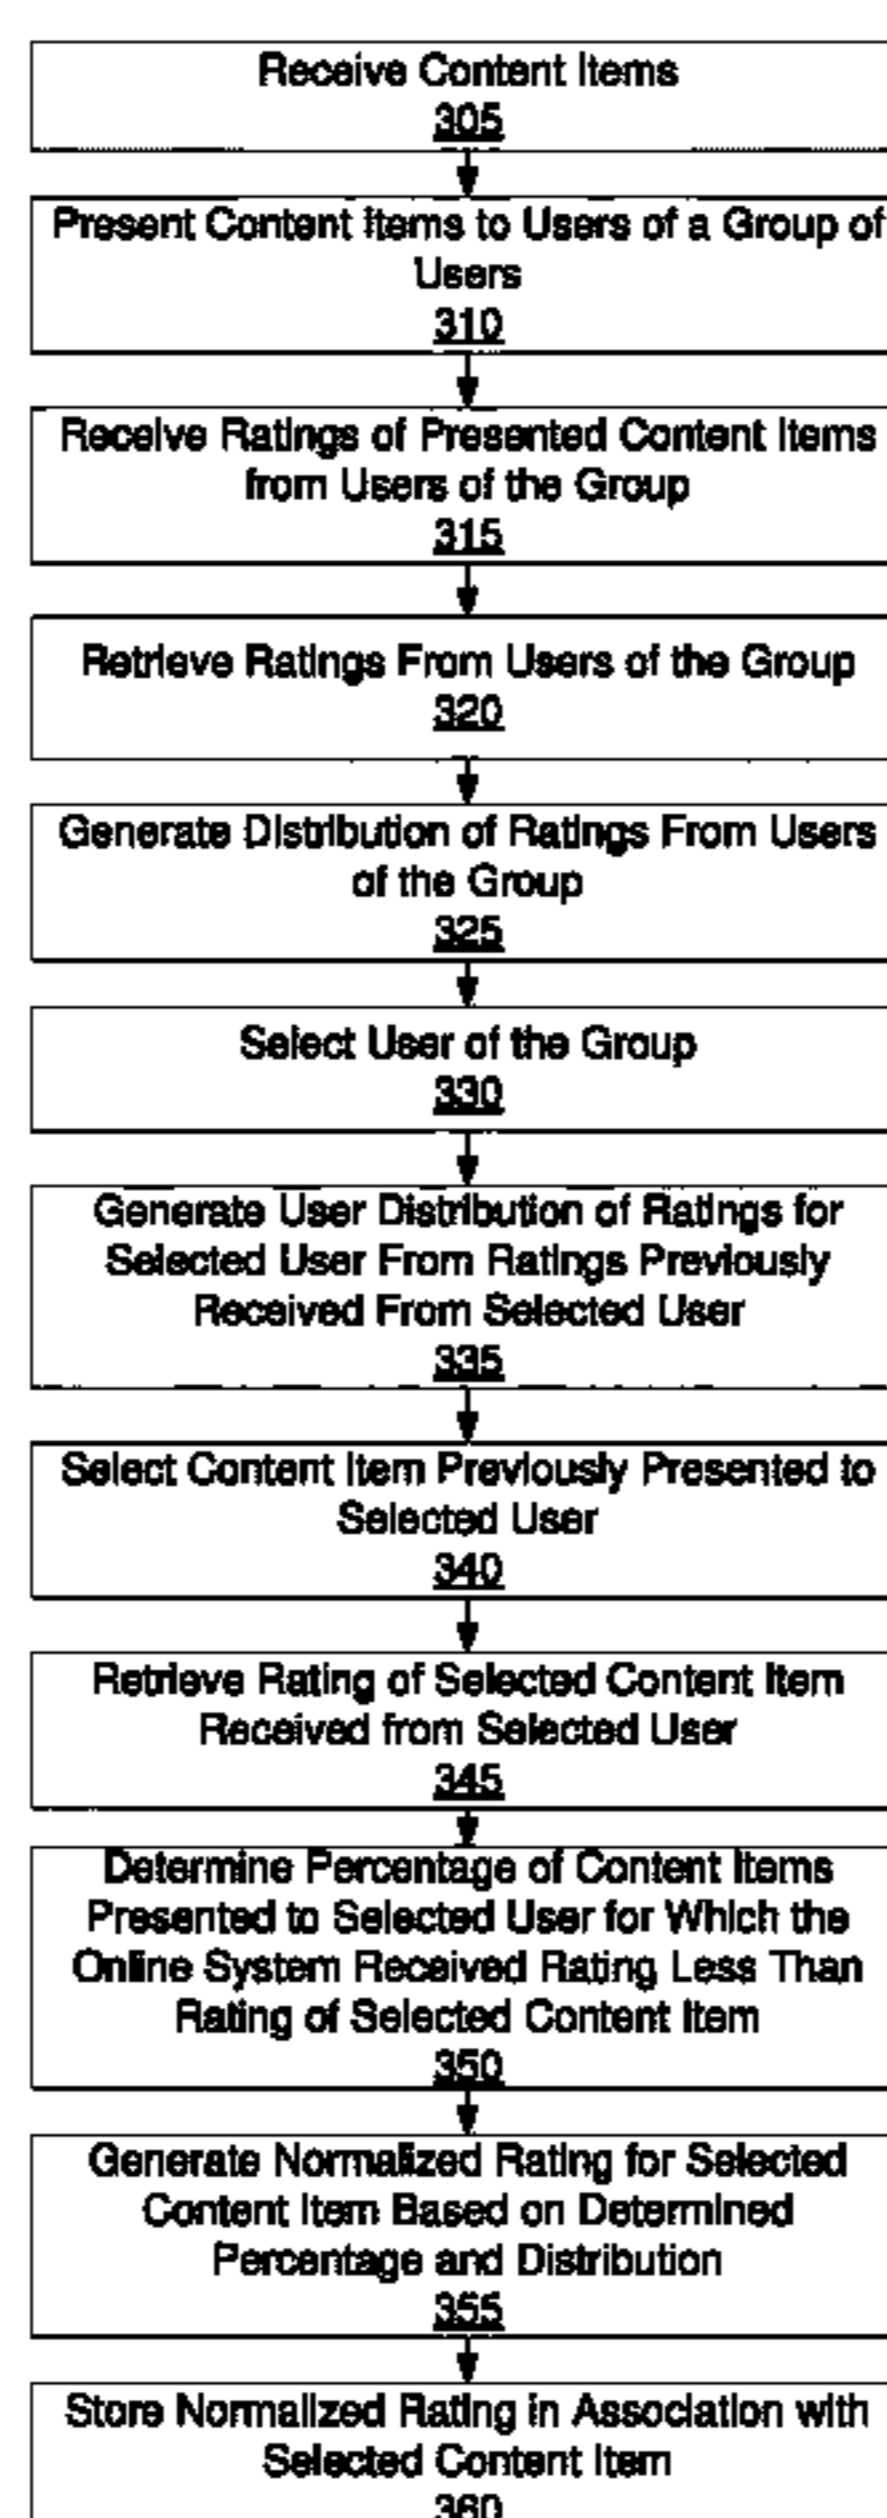 Receive Content Items
305
Present Content Items to Users of a Group of
Users
310
Receive Ratings of Presented Content Items
from Users of the Group
315
Retrieve Ratings From Users of the Group
320
Generate Distribution of Ratings From Users
of the Group
325
Select User of the Group
330
Generate User Distribution of Ratings for
Selected User From Ratings Previously
Received From Selected User
335
Select Content Item Previously Presented to
Selected User
340
Retrieve Rating of Selected Content Item
Received from Selected User
345
Determine Percentage of Content Items
Presented to Selected User for Which the
Online System Received Rating Less Than
Rating of Selected Content Item
350
Generate Normalized Rating for Selected
Content Item Based on Determined
Percentage and Distribution
355
Store Normalized Rating in Association with
Selected Content Item
360